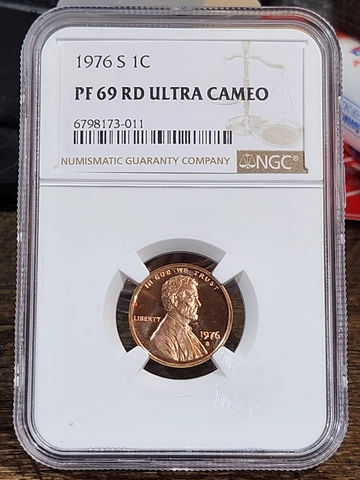 1976 S 1C
PF 69 RD ULTRA CAMEO
6798173-011
NUMISMATIC GUARANTY COMPANY
NGC®
IN GOD WE TRUST
LIBERTY
1976
S